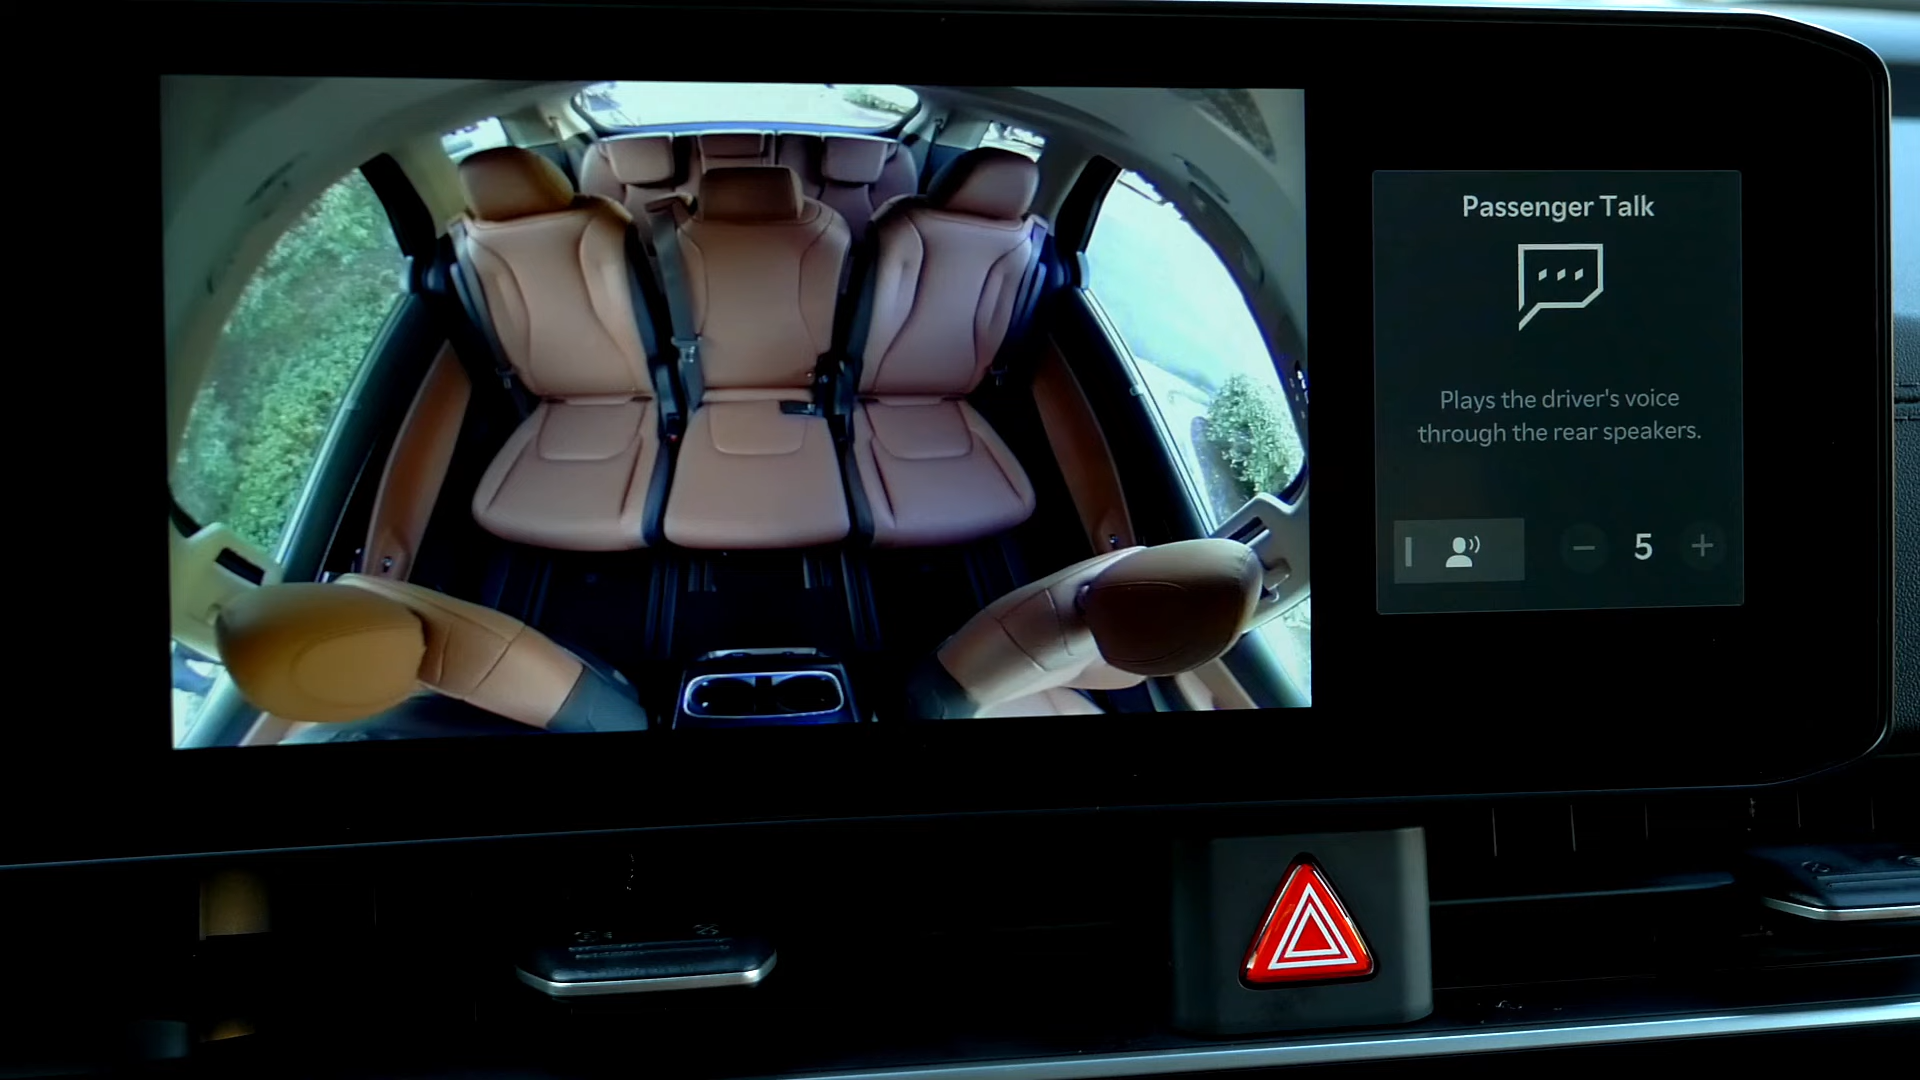 Passenger Talk
Plays the driver's voice
through the rear speakers.
5